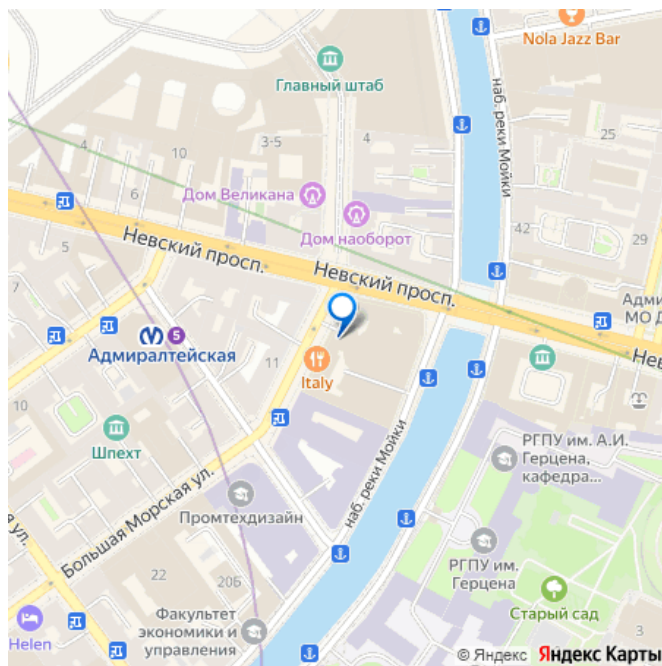 Nola Jazz Bar
Главный штаб
наб. реки Мойки
3-5
4
25
10
6
Дом Великана
Дом наоборот
42
29
5
Невский просп.
Невский просп.
Адми
МО Д
Нев
5
Адмиралтейская
11
Italy
10
Шпехт
РГПУ им. А.И.
Герцена,
кафедра...
Большая Морская ул.
наб. реки Мойки
Промтехдизайн
РГПУ им.
Герцена
ул.
22
20Б
Старый сад
3
Helen
Факультет
экономики и
управления
© Яндекс Яндекс Карты